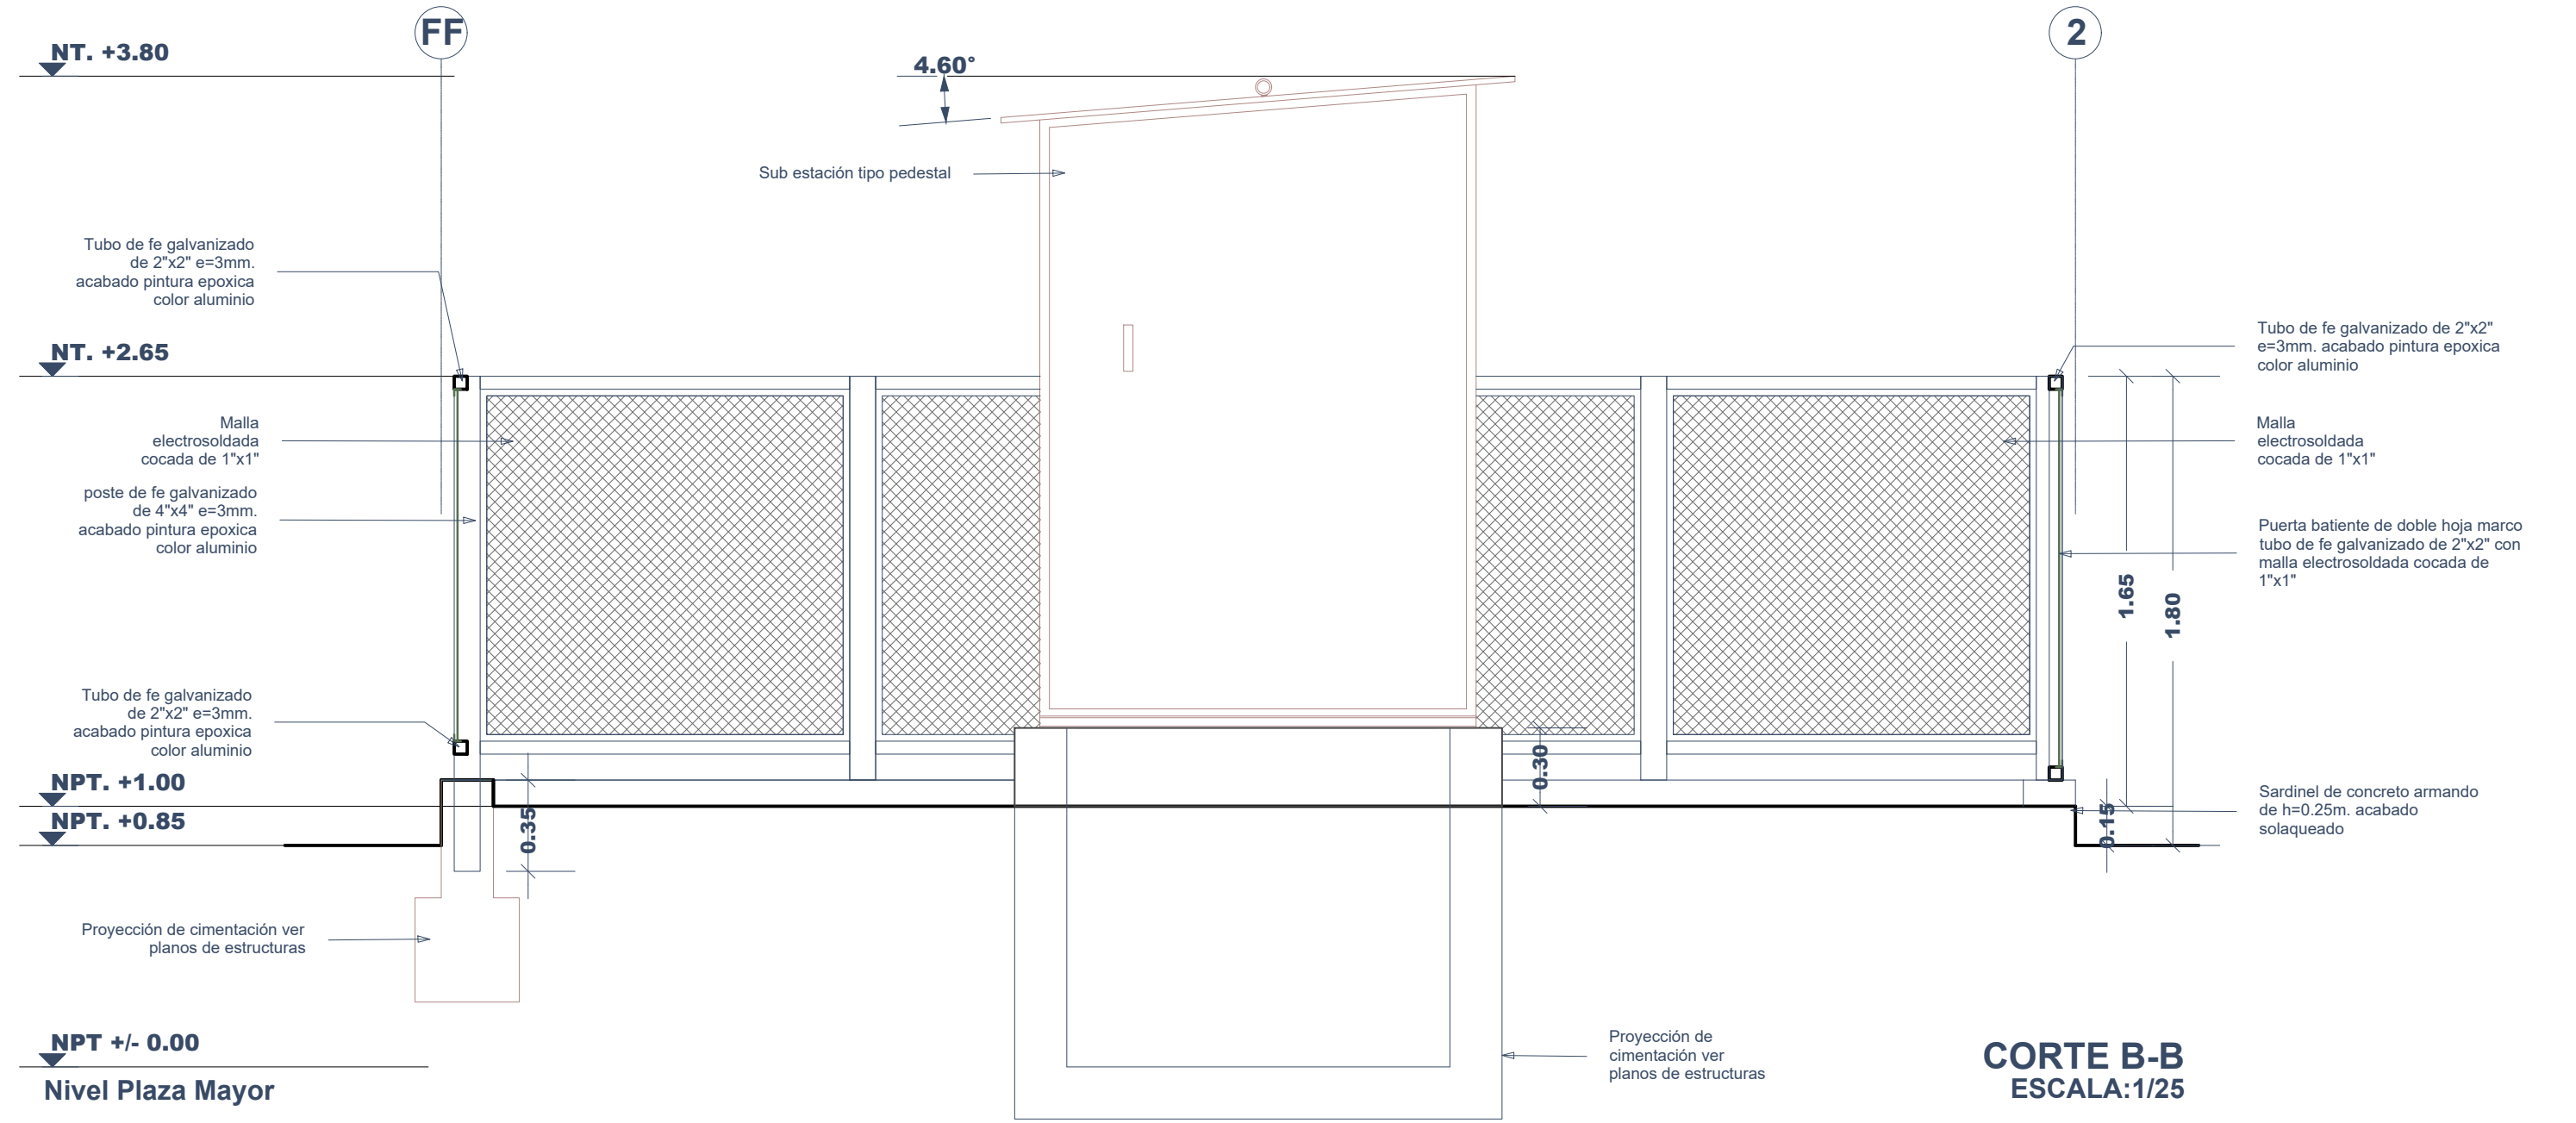 FF
2
NT. +3.80
4.60°
Sub estación tipo pedestal
Tubo de fe galvanizado
de 2"x2" e=3mm.
acabado pintura epoxica
color aluminio
NT. +2.65
Malla
electrosoldada
cocada de 1"x1"
poste de fe galvanizado
de 4"x4" e=3mm.
acabado pintura epoxica
color aluminio
Tubo de fe galvanizado
de 2"x2" e=3mm.
acabado pintura epoxica
color aluminio
NPT. +1.00
NPT. +0.85
0.35
0.30
Proyección de cimentación ver
planos de estructuras
NPT +/- 0.00
Nivel Plaza Mayor
Tubo de fe galvanizado de 2"x2"
e=3mm. acabado pintura epoxica
color aluminio
Malla
electrosoldada
cocada de 1"x1"
Puerta batiente de doble hoja marco
tubo de fe galvanizado de 2"x2" con
malla electrosoldada cocada de
1"x1"
1.65
1.80
0.15
Sardinel de concreto armando
de h=0.25m. acabado
solaqueado
Proyección de
cimentación ver
planos de estructuras
CORTE B-B
ESCALA:1/25